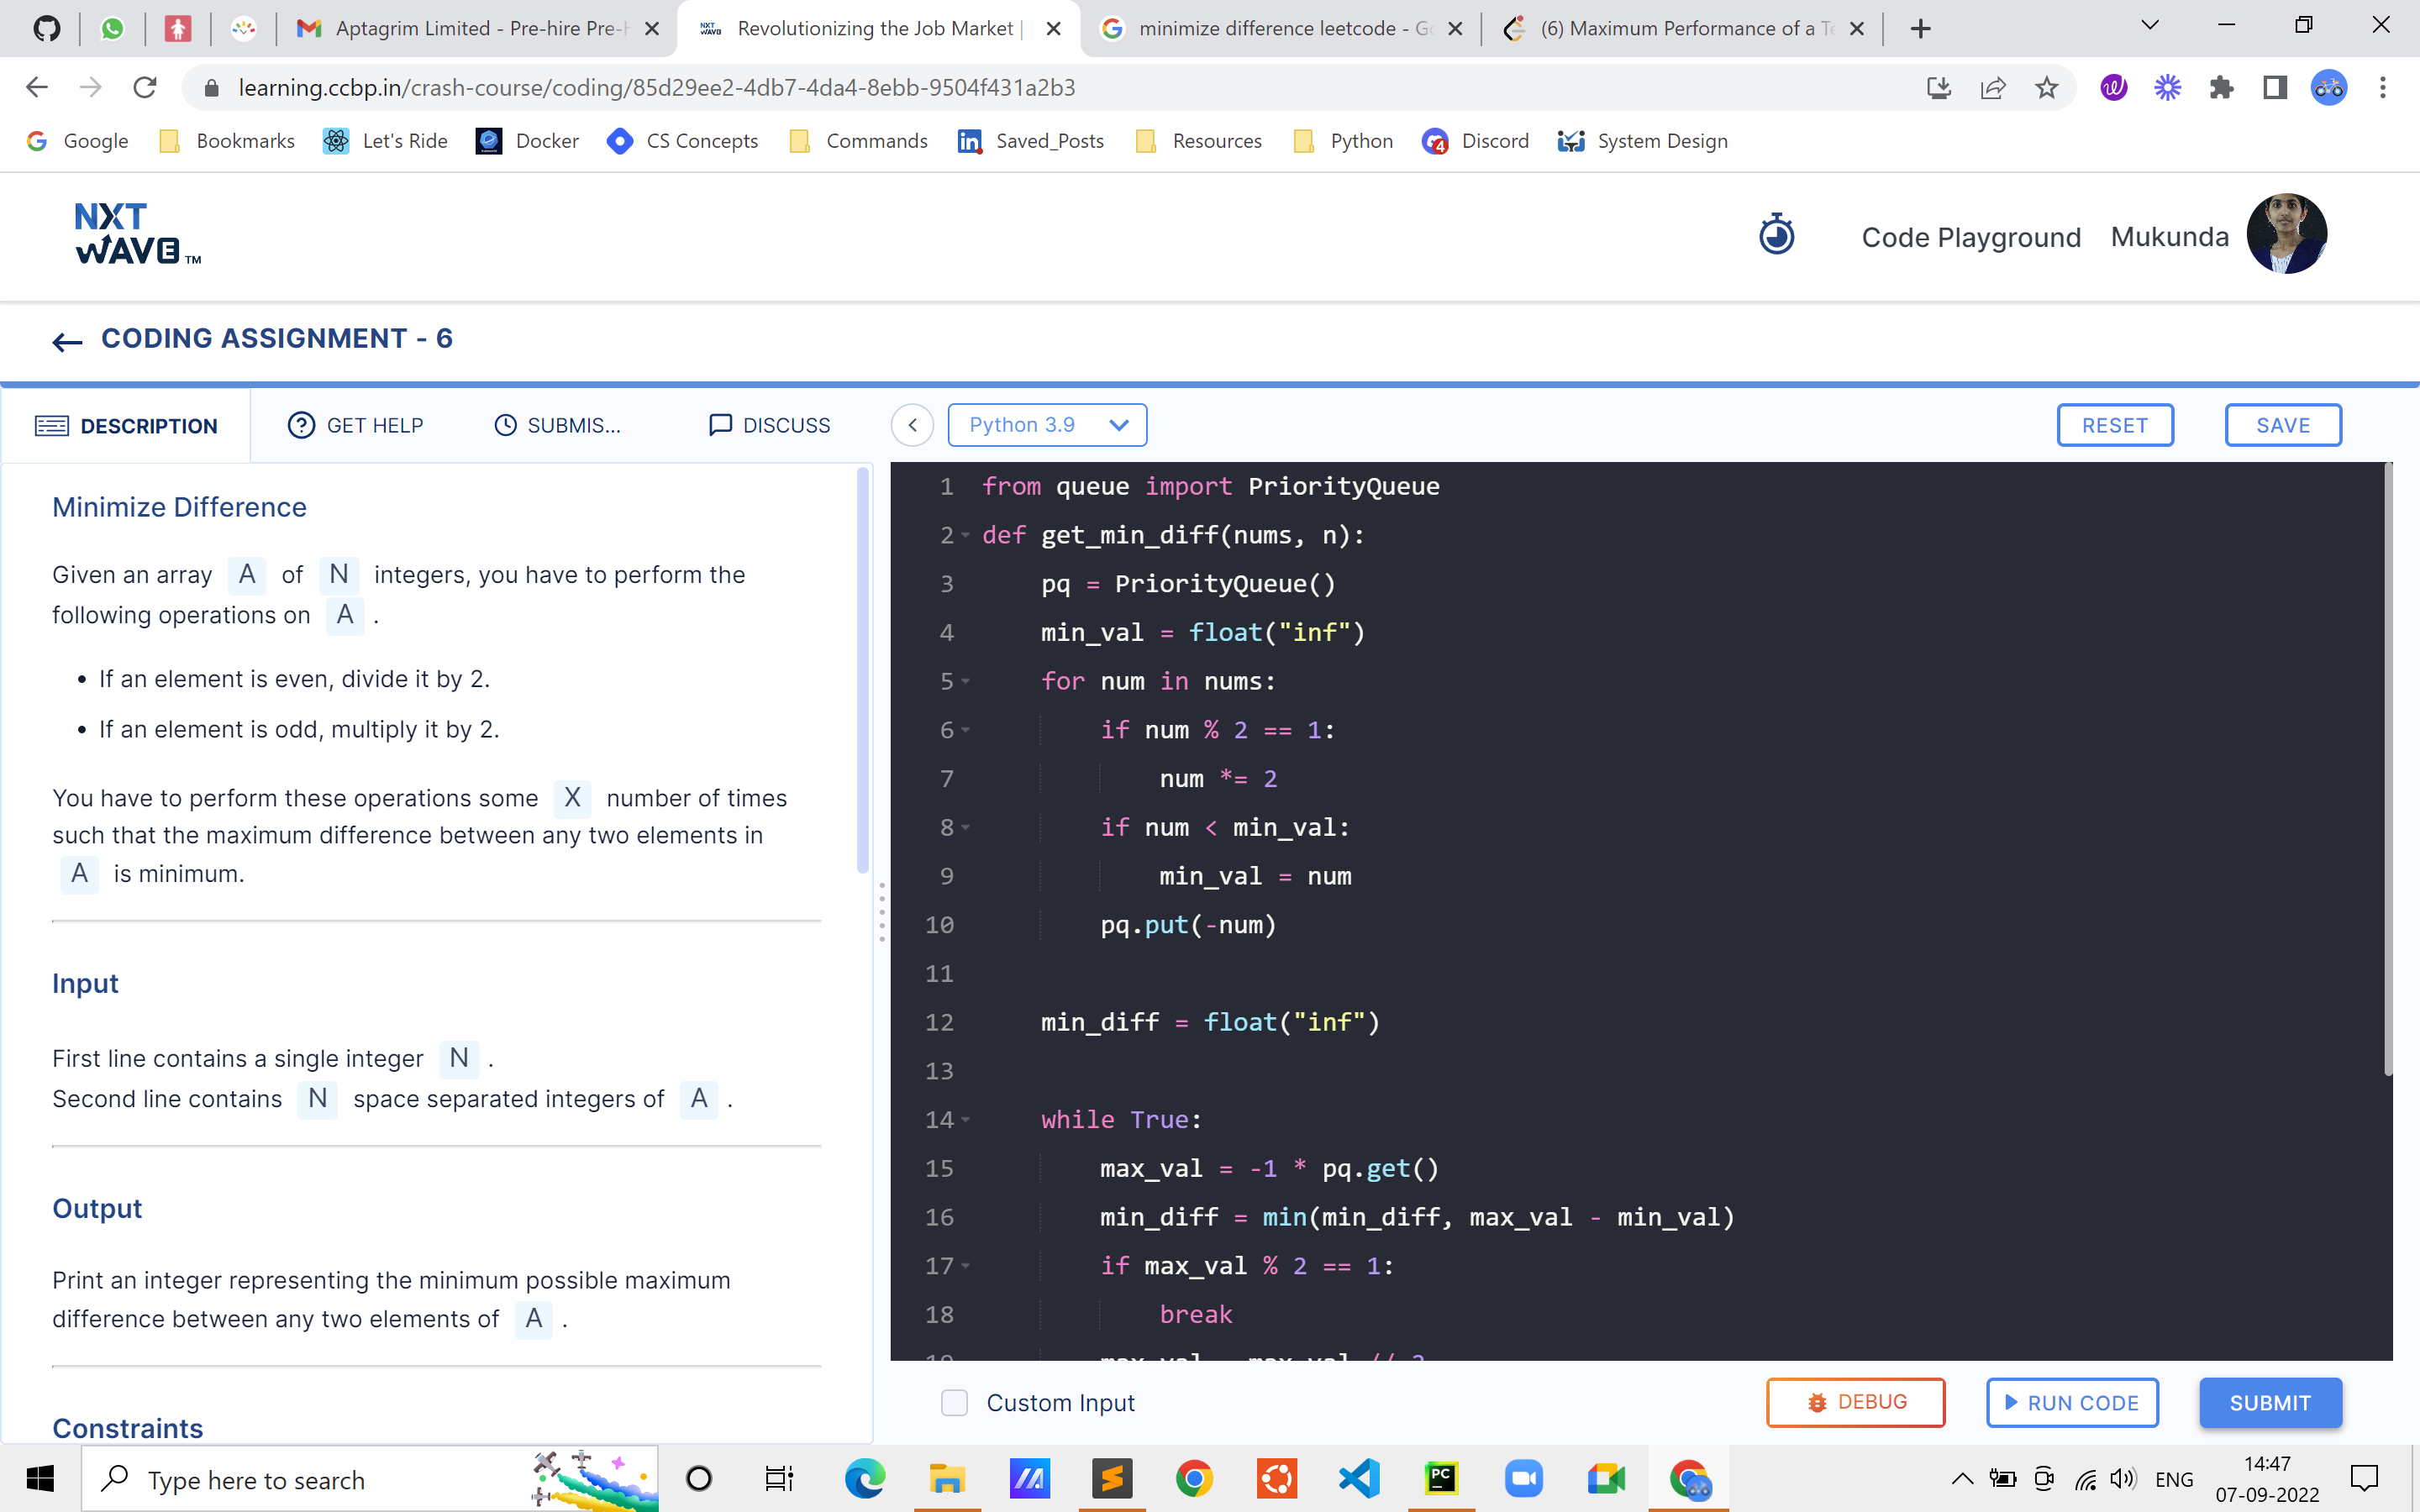 Aptagrim Limited - Pre-hire Pre-H
Revolutionizing the Job Market |
minimize difference leetcode - Go
(6) Maximum Performance of a Te
learning.ccbp.in/crash-course/coding/85d29ee2-4db7-4da4-8ebb-9504f431a2b3
Google Bookmarks Let's Ride Docker CS Concepts Commands Saved_Posts Resources Python Discord System Design
NXT
WAVE TM
Code Playground Mukunda
CODING ASSIGNMENT - 6
DESCRIPTION GET HELP SUBMIS... DISCUSS
Python 3.9 RESET SAVE
Minimize Difference
Given an array A of N integers, you have to perform the
following operations on A .
• If an element is even, divide it by 2.
• If an element is odd, multiply it by 2.
You have to perform these operations some X number of times
such that the maximum difference between any two elements in
A is minimum.
Input
First line contains a single integer N .
Second line contains N space separated integers of A .
Output
Print an integer representing the minimum possible maximum
difference between any two elements of A .
Constraints
1 from queue import PriorityQueue
2 def get_min_diff(nums, n):
3 pq = PriorityQueue()
4 min_val = float("inf")
5 for num in nums:
6 if num % 2 == 1:
7 num *= 2
8 if num < min_val:
9 min_val = num
10 pq.put(-num)
11
12 min_diff = float("inf")
13
14 while True:
15 max_val = -1 * pq.get()
16 min_diff = min(min_diff, max_val - min_val)
17 if max_val % 2 == 1:
18 break
Custom Input DEBUG RUN CODE SUBMIT
Type here to search
PC
ENG
14:47
07-09-2022